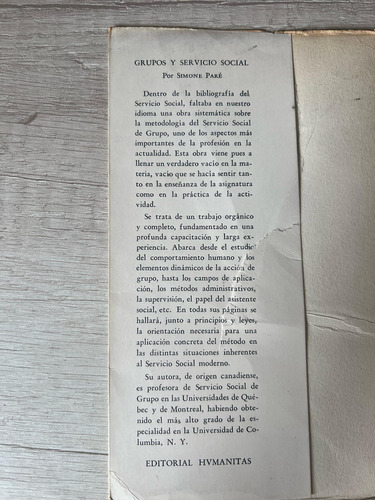 GRUPOS Y SERVICIO SOCIAL
Por Simone Paré
Dentro de la bibliografía del
Servicio Social, faltaba en nuestro
idioma una obra sistemática sobre
la metodología del Servicio Social
de Grupo, uno de los aspectos más
importantes de la profesión en la
actualidad. Esta obra viene pues a
llenar un verdadero vacío en la ma-
teria, vacío que se hacía sentir tan-
to en la enseñanza de la asignatura
como en la práctica de la acti-
vidad.
Se trata de un trabajo orgánico
y completo, fundamentado en una
profunda capacitación y larga ex-
periencia. Abarca desde el estudio
del comportamiento humano y los
elementos dinámicos de la acción de
grupo, hasta los campos de aplica-
ción, los métodos administrativos,
la supervisión, el papel del asistente
social, etc. En todas sus páginas se
hallará, junto a principios y leyes,
la orientación necesaria para una
aplicación concreta del método en
las distintas situaciones inherentes
al Servicio Social moderno.
Su autora, de origen canadiense,
es profesora de Servicio Social de
Grupo en las Universidades de Qué-
bec y de Montreal, habiendo obte-
nido el más alto grado de la es-
pecialidad en la Universidad de Co-
lumbia, N. Y.
EDITORIAL HVMANITAS